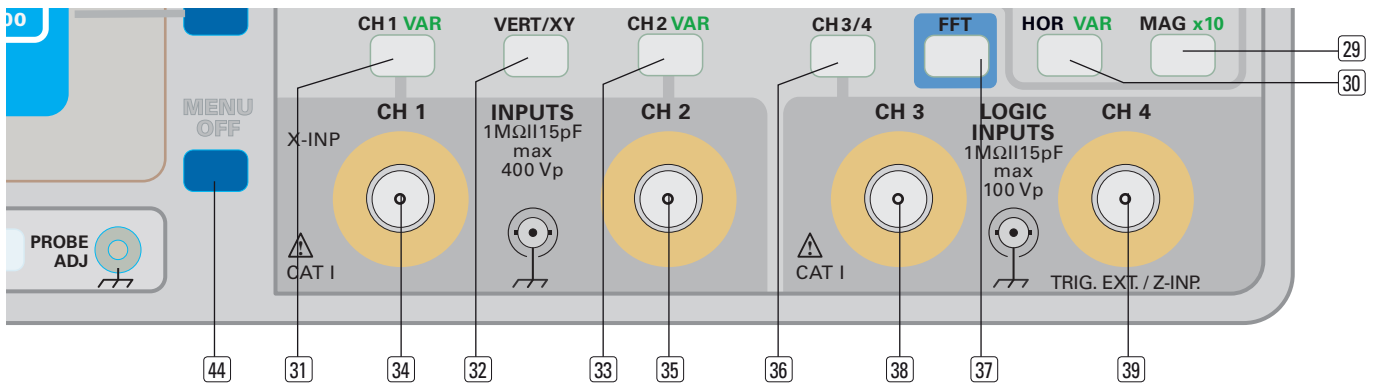 00
CH 1 VAR
VERT/XY
CH 2 VAR
CH 3/4
FFT
HOR VAR
MAG x10
29
30
MENU
OFF
X-INP
CH 1
INPUTS
1MΩII15pF
max
400 Vp
CH 2
CH 3
LOGIC
INPUTS
1MΩII15pF
max
100 Vp
CH 4
PROBE
ADJ
CAT I
CAT I
TRIG. EXT. / Z-INP.
44
31
34
32
33
35
36
38
37
39